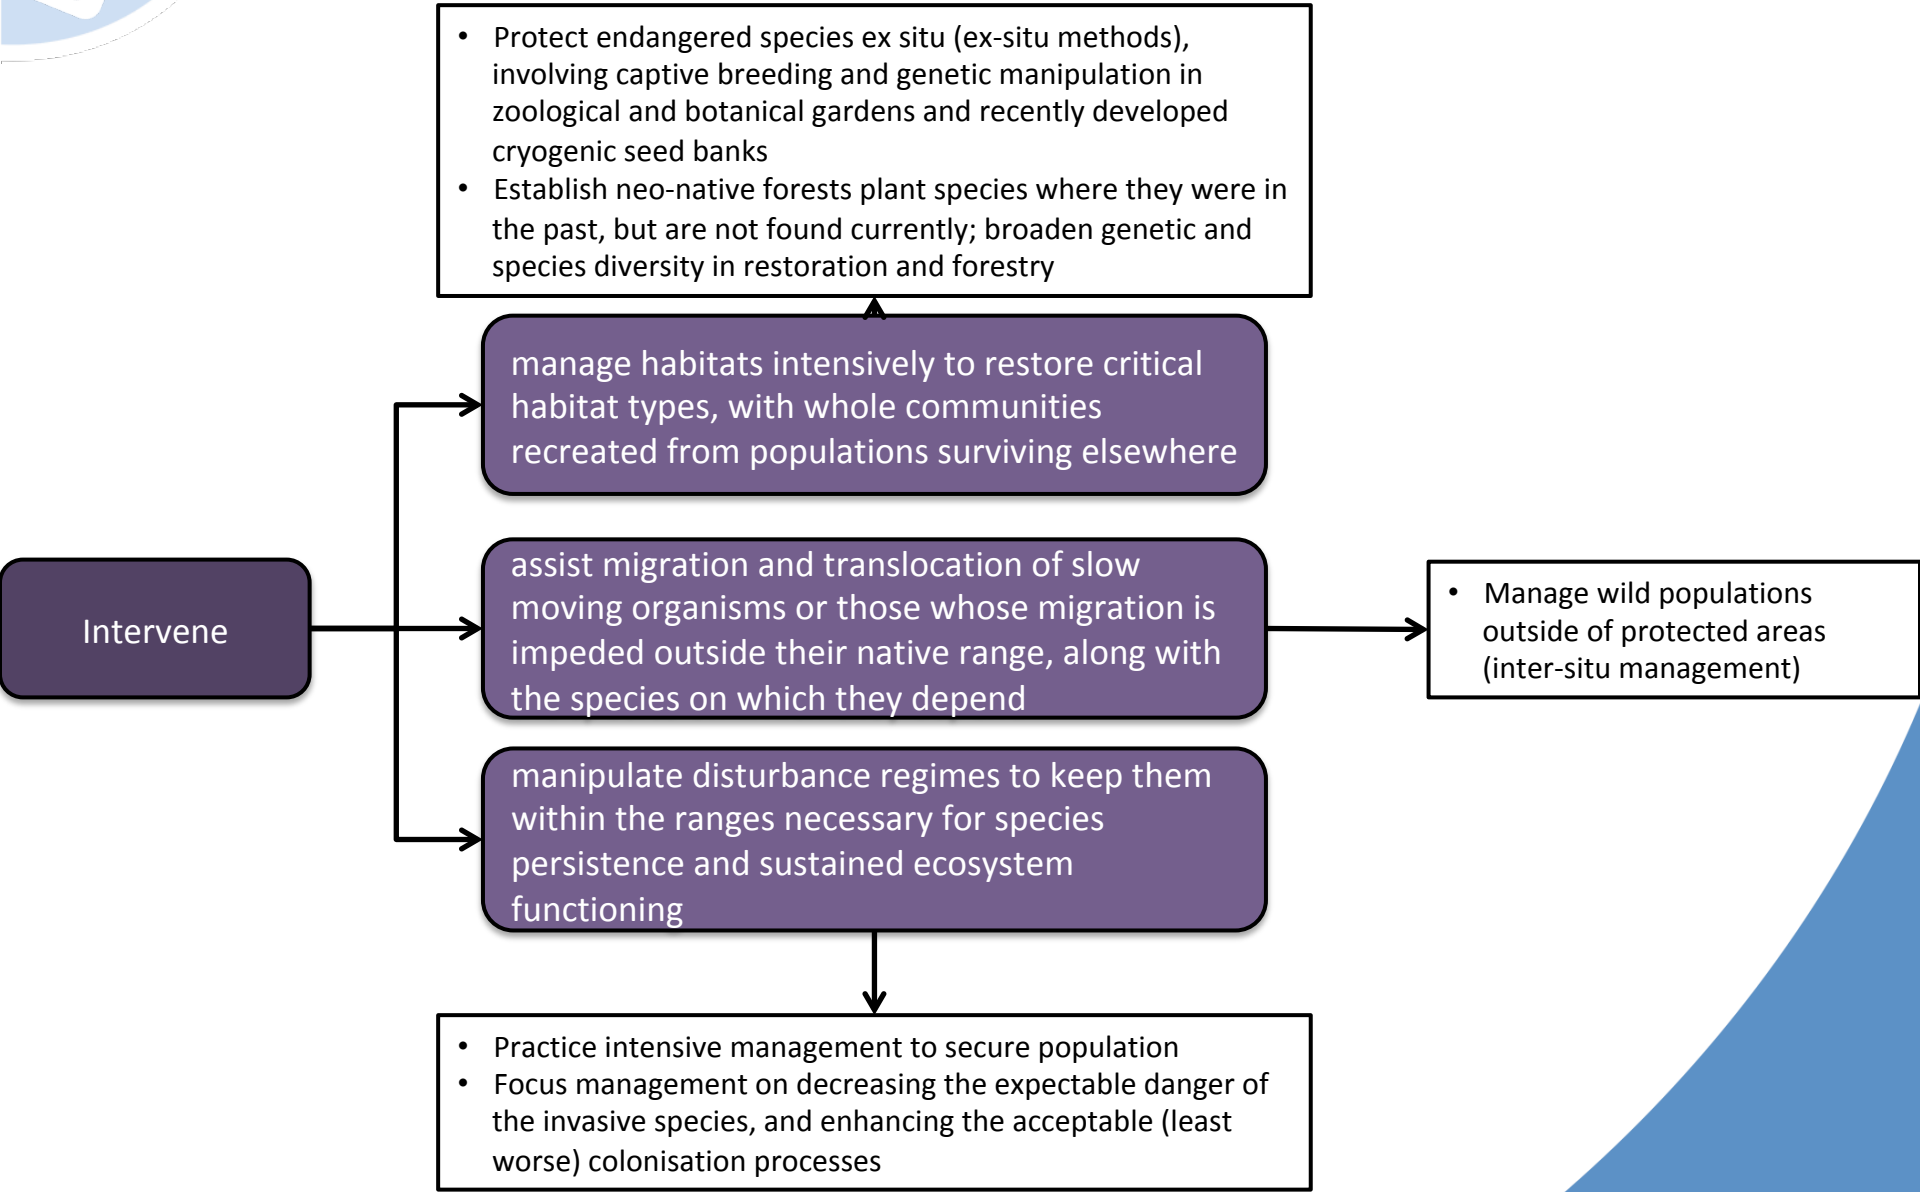 • Protect endangered species ex situ (ex-situ methods),
involving captive breeding and genetic manipulation in
zoological and botanical gardens and recently developed
cryogenic seed banks
• Establish neo-native forests plant species where they were in
the past, but are not found currently; broaden genetic and
species diversity in restoration and forestry
manage habitats intensively to restore critical
habitat types, with whole communities
recreated from populations surviving elsewhere
Intervene
assist migration and translocation of slow
moving organisms or those whose migration is
impeded outside their native range, along with
the species on which they depend
• Manage wild populations
outside of protected areas
(inter-situ management)
manipulate disturbance regimes to keep them
within the ranges necessary for species
persistence and sustained ecosystem
functioning
• Practice intensive management to secure population
• Focus management on decreasing the expectable danger of
the invasive species, and enhancing the acceptable (least
worse) colonisation processes